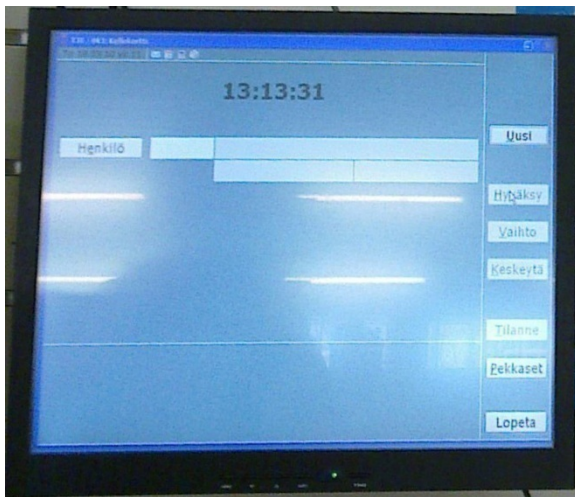 13:13:31
Uusi
Henkilö
Hyväksy
Vaihto
Keskeytä
Tilanne
Pekkaset
Lopeta